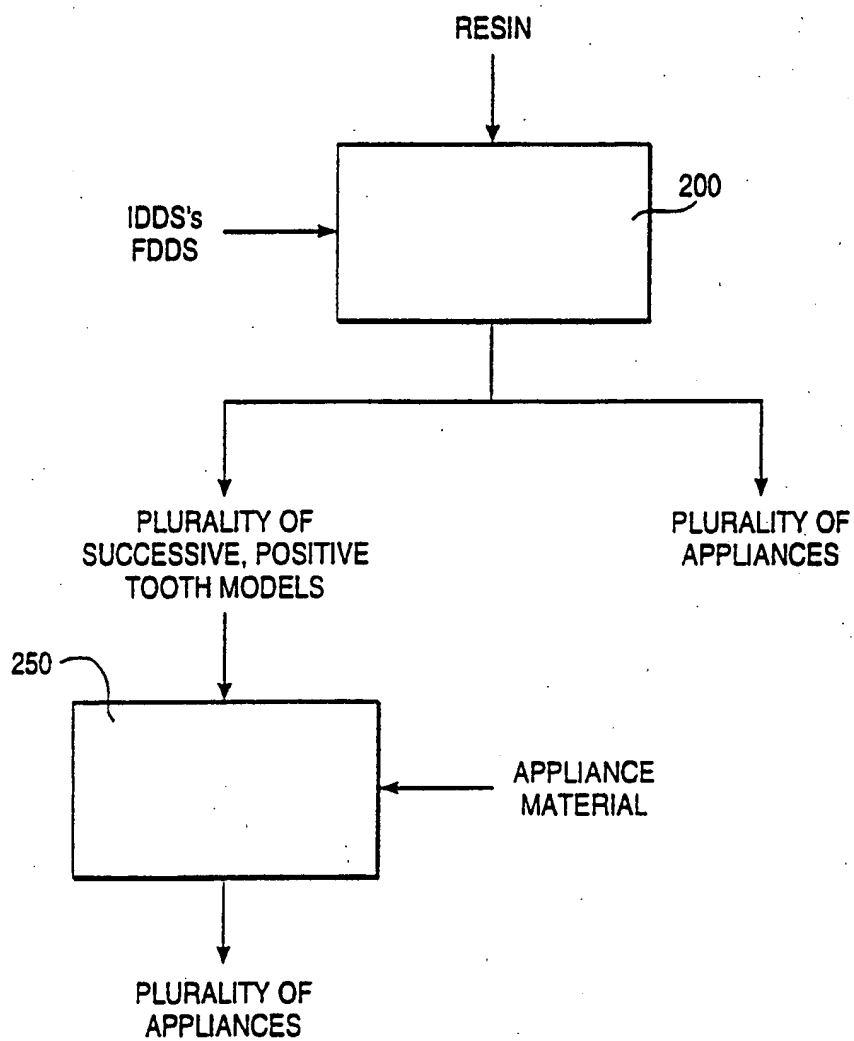 RESIN
200
IDDS's
FDDS
PLURALITY OF
SUCCESSIVE, POSITIVE
TOOTH MODELS
PLURALITY OF
APPLIANCES
250
APPLIANCE
MATERIAL
PLURALITY OF
APPLIANCES